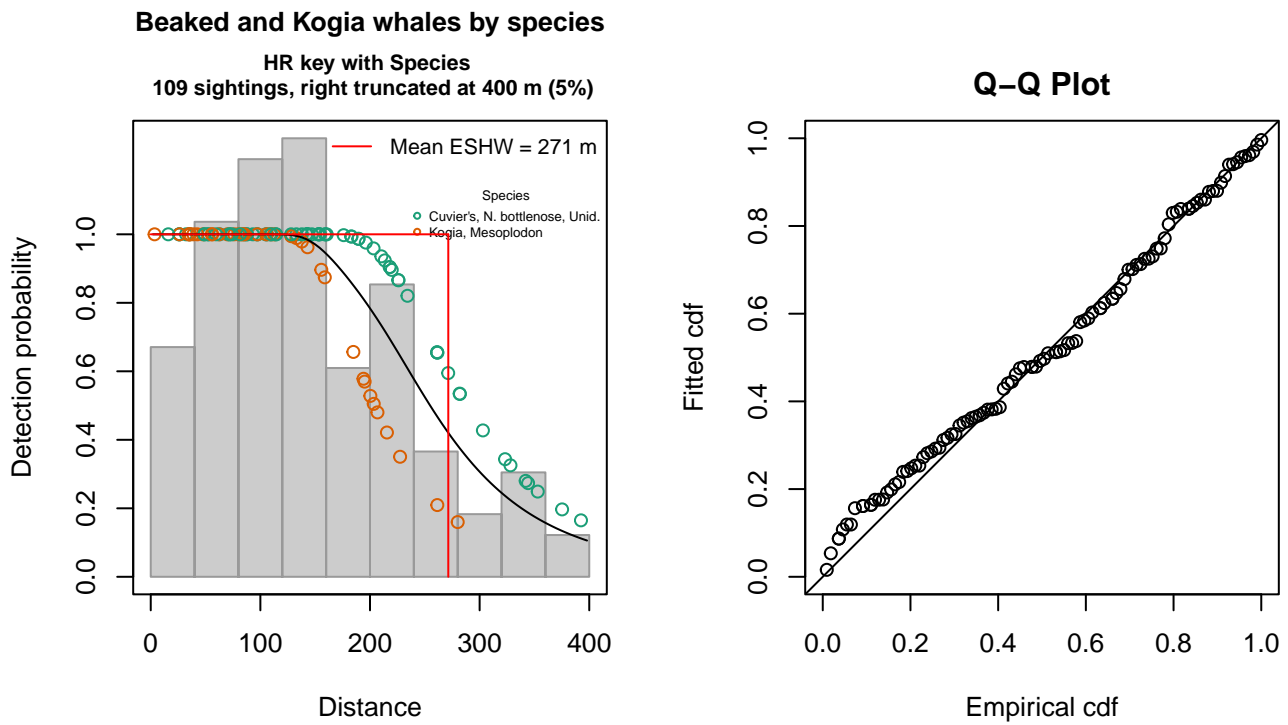 Beaked and Kogia whales by species
HR key with Species
109 sightings, right truncated at 400 m (5%)
Mean ESHW = 271 m
Species
Cuvier's, N. bottlenose, Unid.
Kogia, Mesoplodon
Detection probability
0.0
0.2
0.4
0.6
0.8
1.0
0 100 200 300 400
Distance
Q−Q Plot
Fitted cdf
0.0
0.2
0.4
0.6
0.8
1.0
0.0 0.2 0.4 0.6 0.8 1.0
Empirical cdf